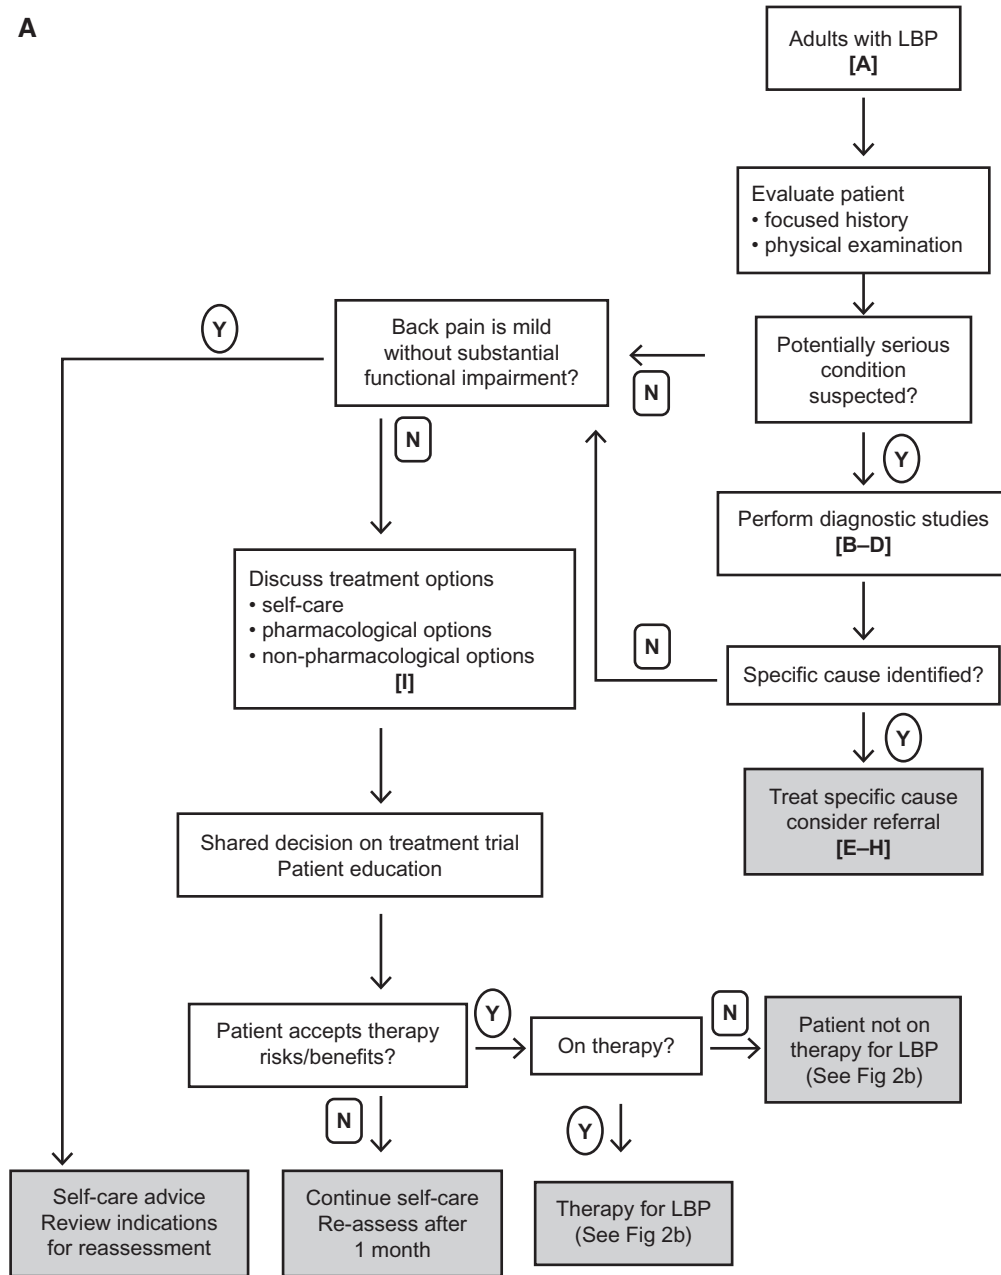 A
Adults with LBP
[A]
Evaluate patient
• focused history
• physical examination
Potentially serious
condition
suspected?
N
Y
Back pain is mild
without substantial
functional impairment?
Y
N
Perform diagnostic studies
[B–D]
Specific cause identified?
N
Y
Treat specific cause
consider referral
[E–H]
Discuss treatment options
• self-care
• pharmacological options
• non-pharmacological options
[I]
Shared decision on treatment trial
Patient education
Patient accepts therapy
risks/benefits?
Y
N
On therapy?
N
Y
Patient not on
therapy for LBP
(See Fig 2b)
Self-care advice
Review indications
for reassessment
Continue self-care
Re-assess after
1 month
Therapy for LBP
(See Fig 2b)